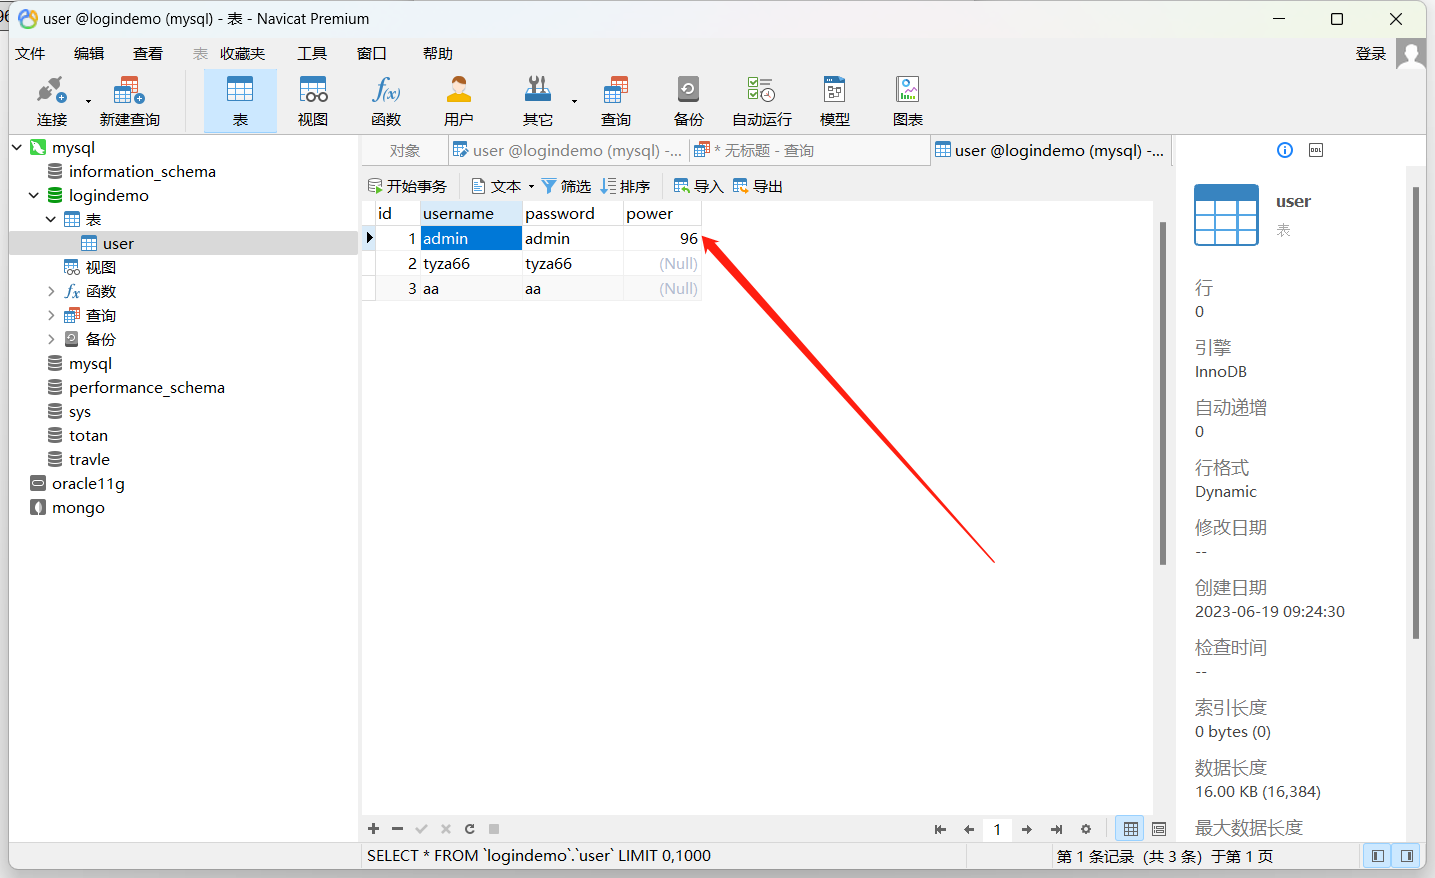 96
user @logindemo (mysql) - 表 - Navicat Premium
文件 编辑 查看 表 收藏夹 工具 窗口 帮助 登录
连接 新建查询 表 视图 函数 用户 其它 查询 备份 自动运行 模型 图表
mysql
information_schema
logindemo
表
user
视图
函数
查询
备份
mysql
performance_schema
sys
totan
travle
oracle11g
mongo
对象 user @logindemo (mysql) -... * 无标题 - 查询 user @logindemo (mysql) -...
开始事务 文本 筛选 排序 导入 导出
id username password power
1 admin admin 96
2 tyza66 tyza66 (Null)
3 aa aa (Null)
1
SELECT * FROM `logindemo`.`user` LIMIT 0,1000
第 1 条记录 (共 3 条) 于第 1 页
DDL
user
表
行
0
引擎
InnoDB
自动递增
0
行格式
Dynamic
修改日期
--
创建日期
2023-06-19 09:24:30
检查时间
--
索引长度
0 bytes (0)
数据长度
16.00 KB (16,384)
最大数据长度